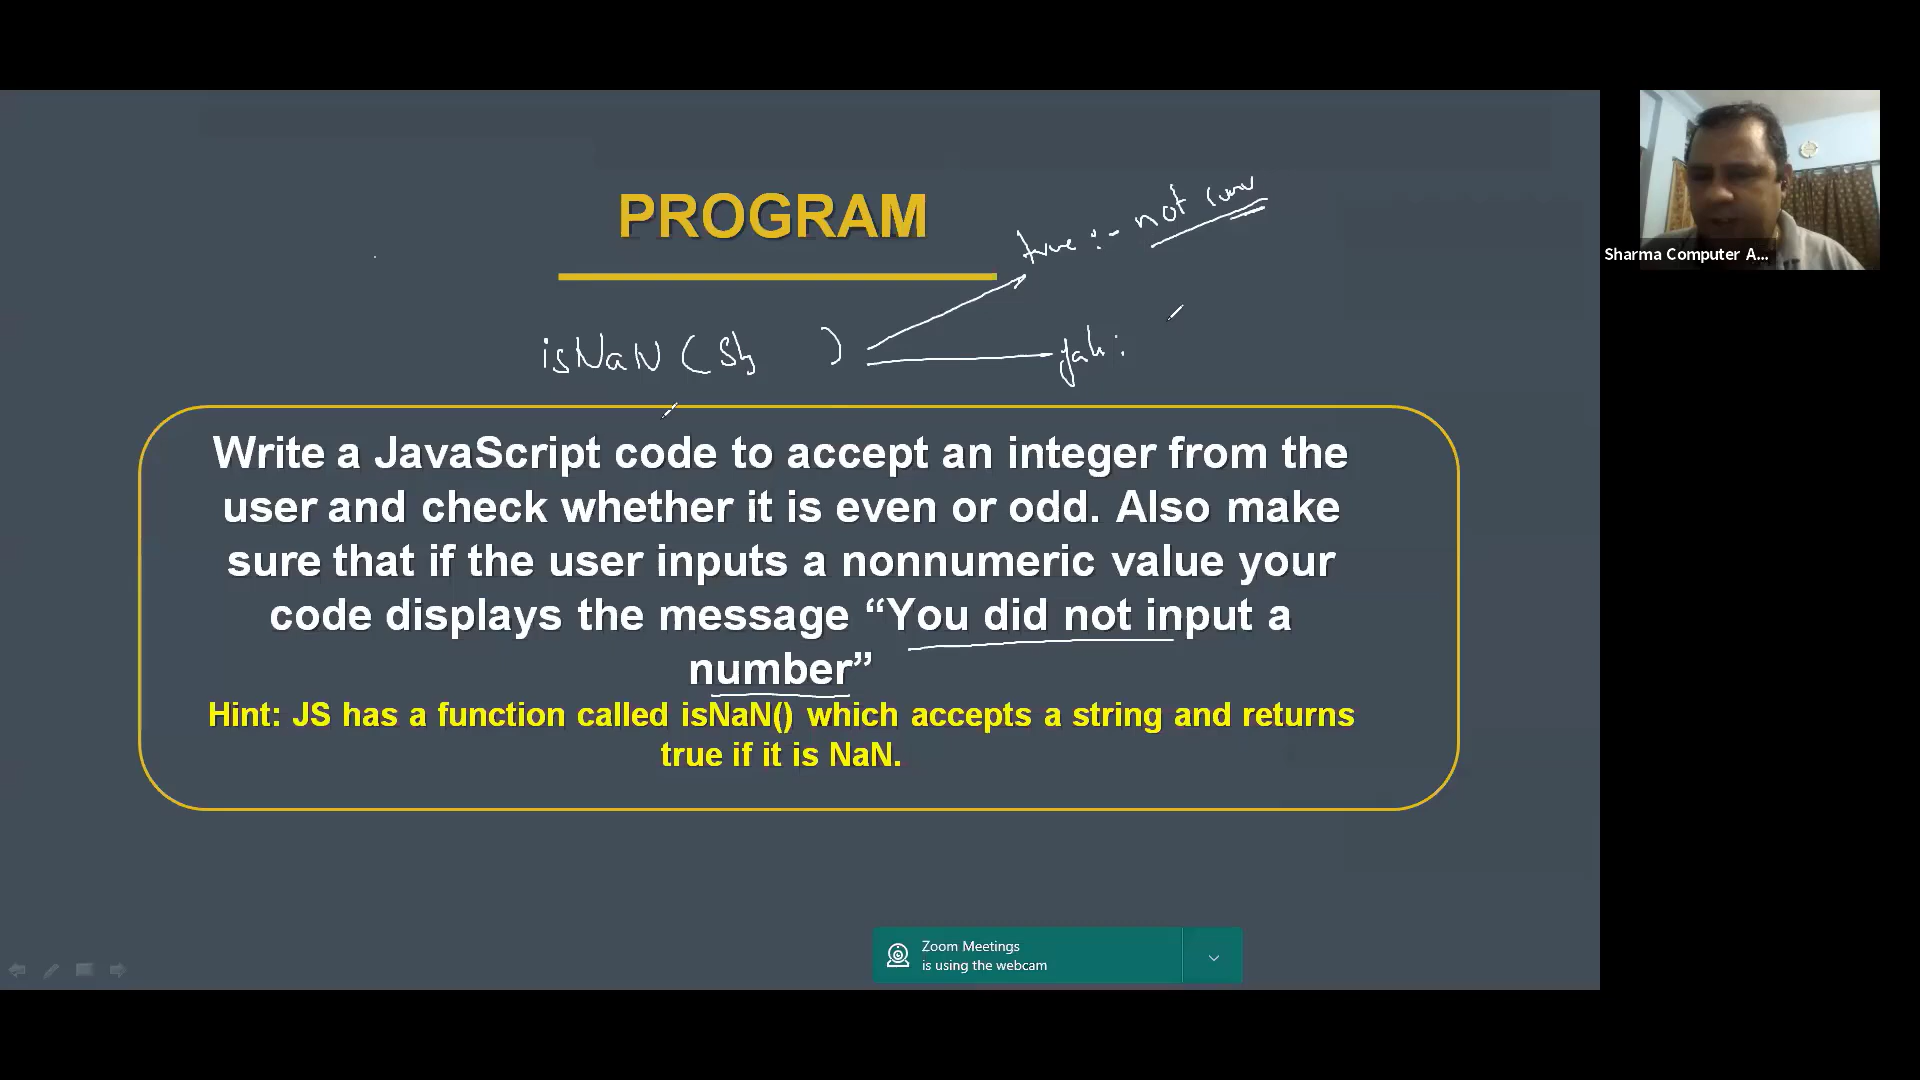 PROGRAM
true :- not
isNaN ( )
Write a JavaScript code to accept an integer from the
user and check whether it is even or odd. Also make
sure that if the user inputs a nonnumeric value your
code displays the message “You did not input a
number”
Hint: JS has a function called isNaN() which accepts a string and returns
true if it is NaN.
Sharma Computer A...
Zoom Meetings
is using the webcam